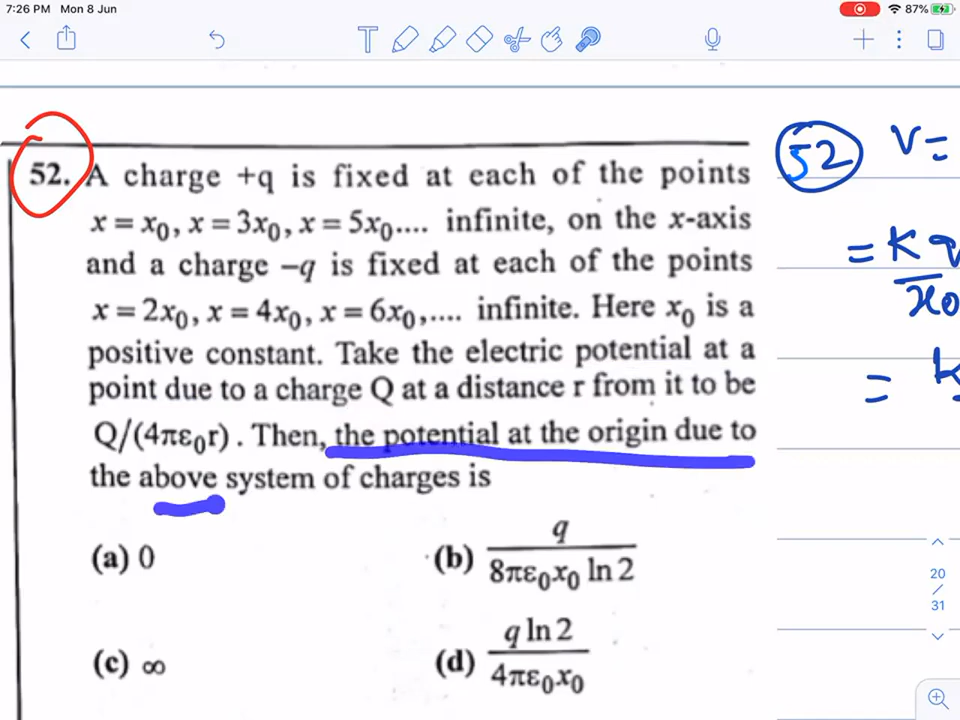 7:26 PM Mon 8 Jun
87%
T
52. A charge +q is fixed at each of the points
x = x₀, x = 3x₀, x = 5x₀.... infinite, on the x-axis
and a charge –q is fixed at each of the points
x = 2x₀, x = 4x₀, x = 6x₀,.... infinite. Here x₀ is a
positive constant. Take the electric potential at a
point due to a charge Q at a distance r from it to be
Q/(4πε₀r). Then, the potential at the origin due to
the above system of charges is
(a) 0 (b) q / 8πε₀x₀ ln 2
(c) ∞ (d) q ln 2 / 4πε₀x₀
52 V=
= K q / x0
= k
20
/
31